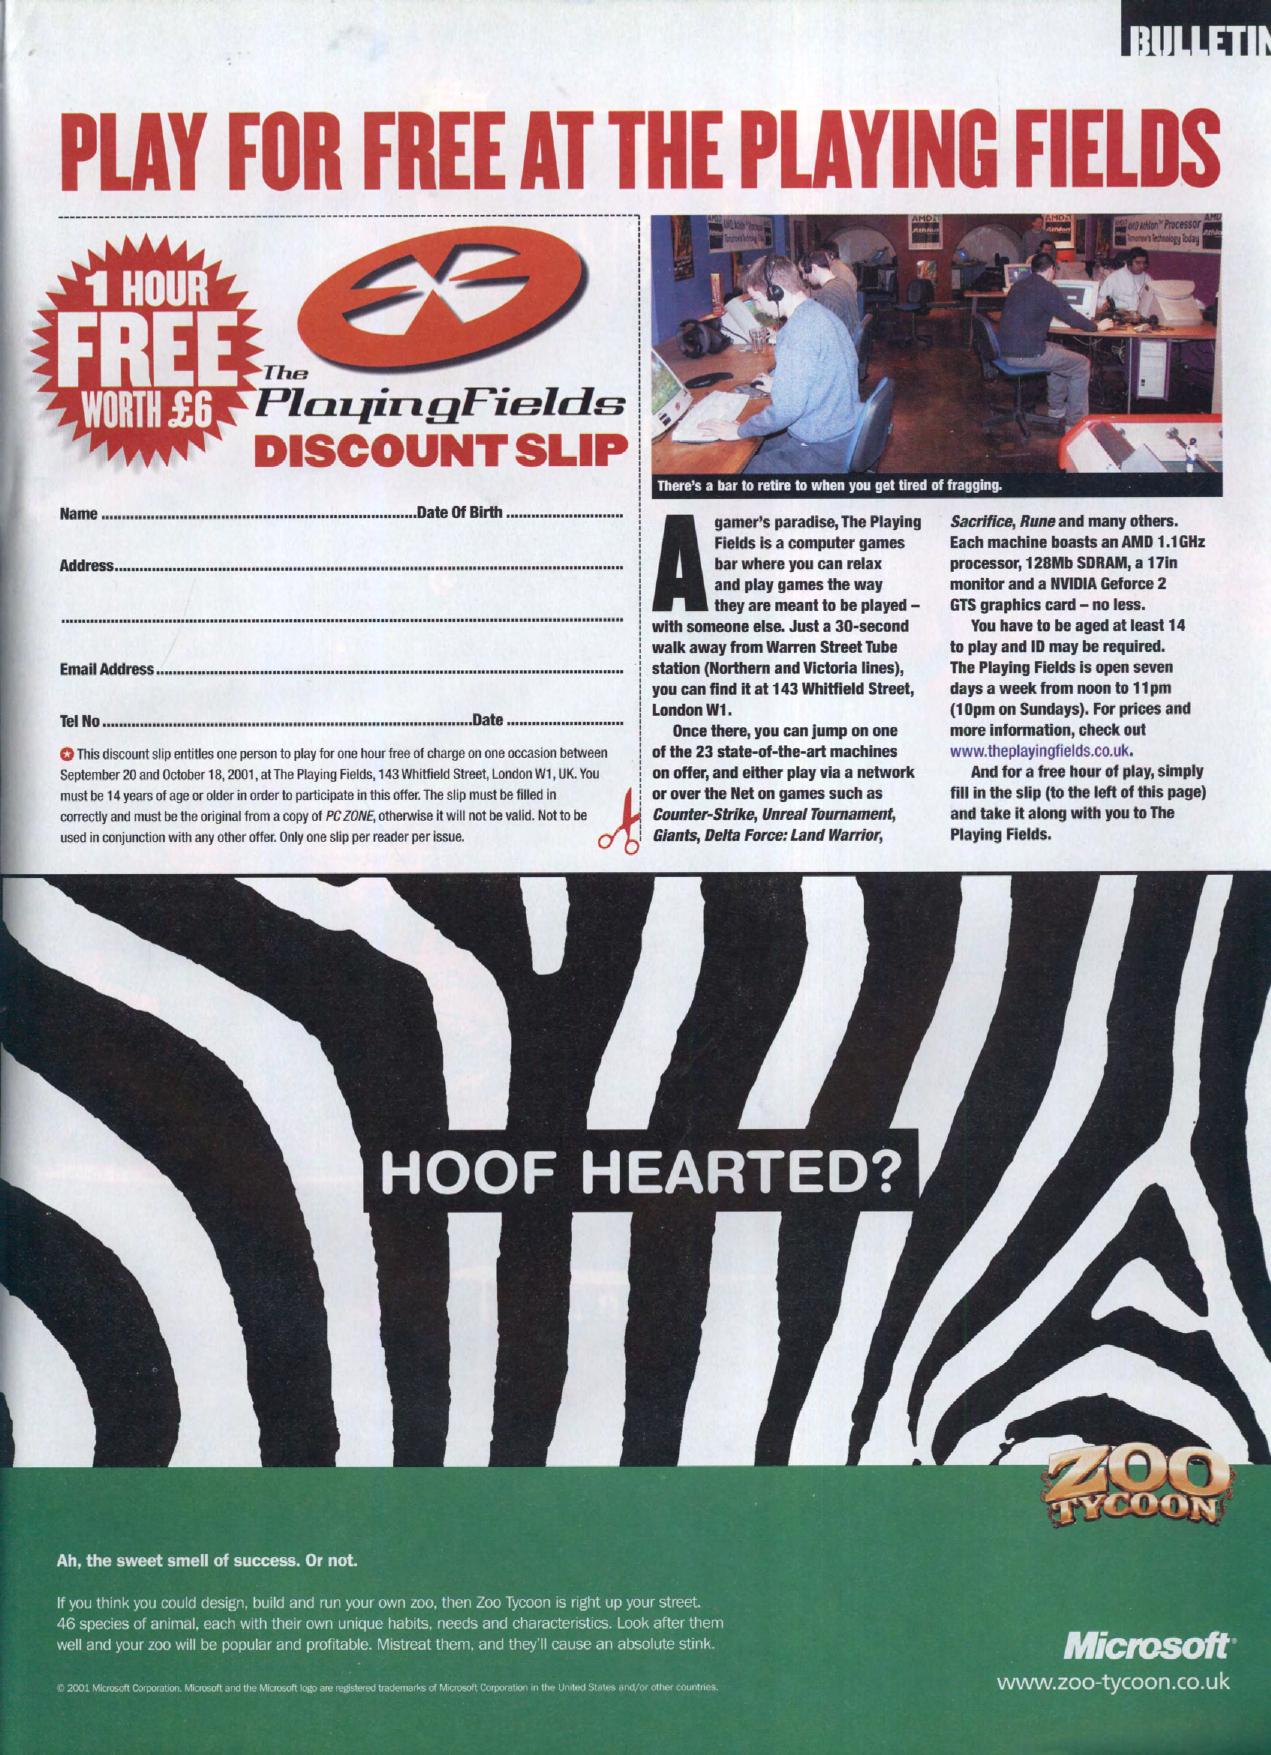 BULLETIN
PLAY FOR FREE AT THE PLAYING FIELDS
1 HOUR
FREE
WORTH £6
The
PlayingFields
DISCOUNT SLIP
Name
Date Of Birth
Address
Email Address
Tel No
Date
This discount slip entitles one person to play for one hour free of charge on one occasion between
September 20 and October 18, 2001, at The Playing Fields, 143 Whitfield Street, London W1, UK. You
must be 14 years of age or older in order to participate in this offer. The slip must be filled in
correctly and must be the original from a copy of PC ZONE, otherwise it will not be valid. Not to be
used in conjunction with any other offer. Only one slip per reader per issue.
AMD Athlon
AMD Athlon
AMD Athlon™ Processor
Tomorrow's Technology Today
There's a bar to retire to when you get tired of fragging.
A gamer's paradise, The Playing
Fields is a computer games
bar where you can relax
and play games the way
they are meant to be played –
with someone else. Just a 30-second
walk away from Warren Street Tube
station (Northern and Victoria lines),
you can find it at 143 Whitfield Street,
London W1.
Once there, you can jump on one
of the 23 state-of-the-art machines
on offer, and either play via a network
or over the Net on games such as
Counter-Strike, Unreal Tournament,
Giants, Delta Force: Land Warrior,
Sacrifice, Rune and many others.
Each machine boasts an AMD 1.1GHz
processor, 128Mb SDRAM, a 17in
monitor and a NVIDIA Geforce 2
GTS graphics card – no less.
You have to be aged at least 14
to play and ID may be required.
The Playing Fields is open seven
days a week from noon to 11pm
(10pm on Sundays). For prices and
more information, check out
www.theplayingfields.co.uk.
And for a free hour of play, simply
fill in the slip (to the left of this page)
and take it along with you to The
Playing Fields.
HOOF HEARTED?
ZOO
TYCOON
Ah, the sweet smell of success. Or not.
If you think you could design, build and run your own zoo, then Zoo Tycoon is right up your street.
46 species of animal, each with their own unique habits, needs and characteristics. Look after them
well and your zoo will be popular and profitable. Mistreat them, and they'll cause an absolute stink.
© 2001 Microsoft Corporation. Microsoft and the Microsoft logo are registered trademarks of Microsoft Corporation in the United States and/or other countries.
Microsoft®
www.zoo-tycoon.co.uk